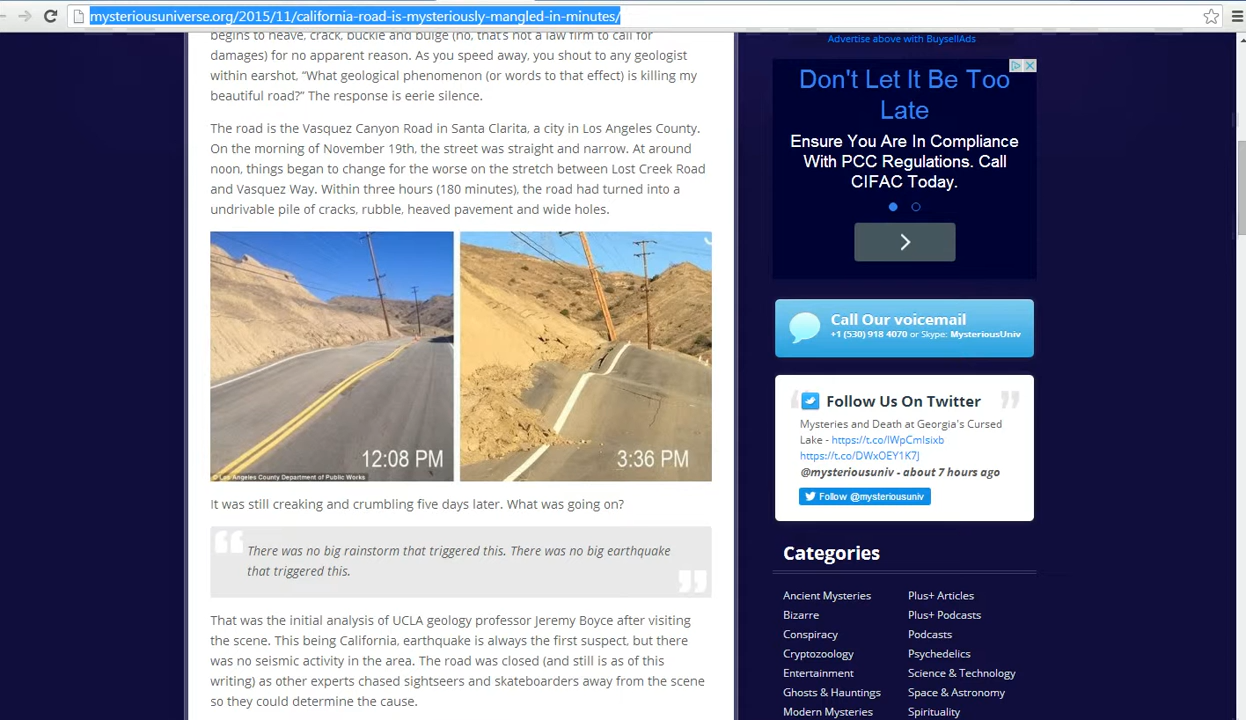 mysteriousuniverse.org/2015/11/california-road-is-mysteriously-mangled-in-minutes/
begins to heave, crack, buckle and bulge (no, that's not a law firm to call for
damages) for no apparent reason. As you speed away, you shout to any geologist
within earshot, “What geological phenomenon (or words to that effect) is killing my
beautiful road?” The response is eerie silence.
The road is the Vasquez Canyon Road in Santa Clarita, a city in Los Angeles County.
On the morning of November 19th, the street was straight and narrow. At around
noon, things began to change for the worse on the stretch between Lost Creek Road
and Vasquez Way. Within three hours (180 minutes), the road had turned into a
undrivable pile of cracks, rubble, heaved pavement and wide holes.
12:08 PM
3:36 PM
© Los Angeles County Department of Public Works
It was still creaking and crumbling five days later. What was going on?
There was no big rainstorm that triggered this. There was no big earthquake
that triggered this.
That was the initial analysis of UCLA geology professor Jeremy Boyce after visiting
the scene. This being California, earthquake is always the first suspect, but there
was no seismic activity in the area. The road was closed (and still is as of this
writing) as other experts chased sightseers and skateboarders away from the scene
so they could determine the cause.
Advertise above with BuysellAds
Don't Let It Be Too
Late
Ensure You Are In Compliance
With PCC Regulations. Call
CIFAC Today.
Call Our voicemail
+1 (530) 918 4070 or Skype: MysteriousUniv
Follow Us On Twitter
Mysteries and Death at Georgia's Cursed
Lake - https://t.co/IWpCmIsixb
https://t.co/DWxOEY1K7J
@mysteriousuniv - about 7 hours ago
Follow @mysteriousuniv
Categories
Ancient Mysteries
Bizarre
Conspiracy
Cryptozoology
Entertainment
Ghosts & Hauntings
Modern Mysteries
Plus+ Articles
Plus+ Podcasts
Podcasts
Psychedelics
Science & Technology
Space & Astronomy
Spirituality